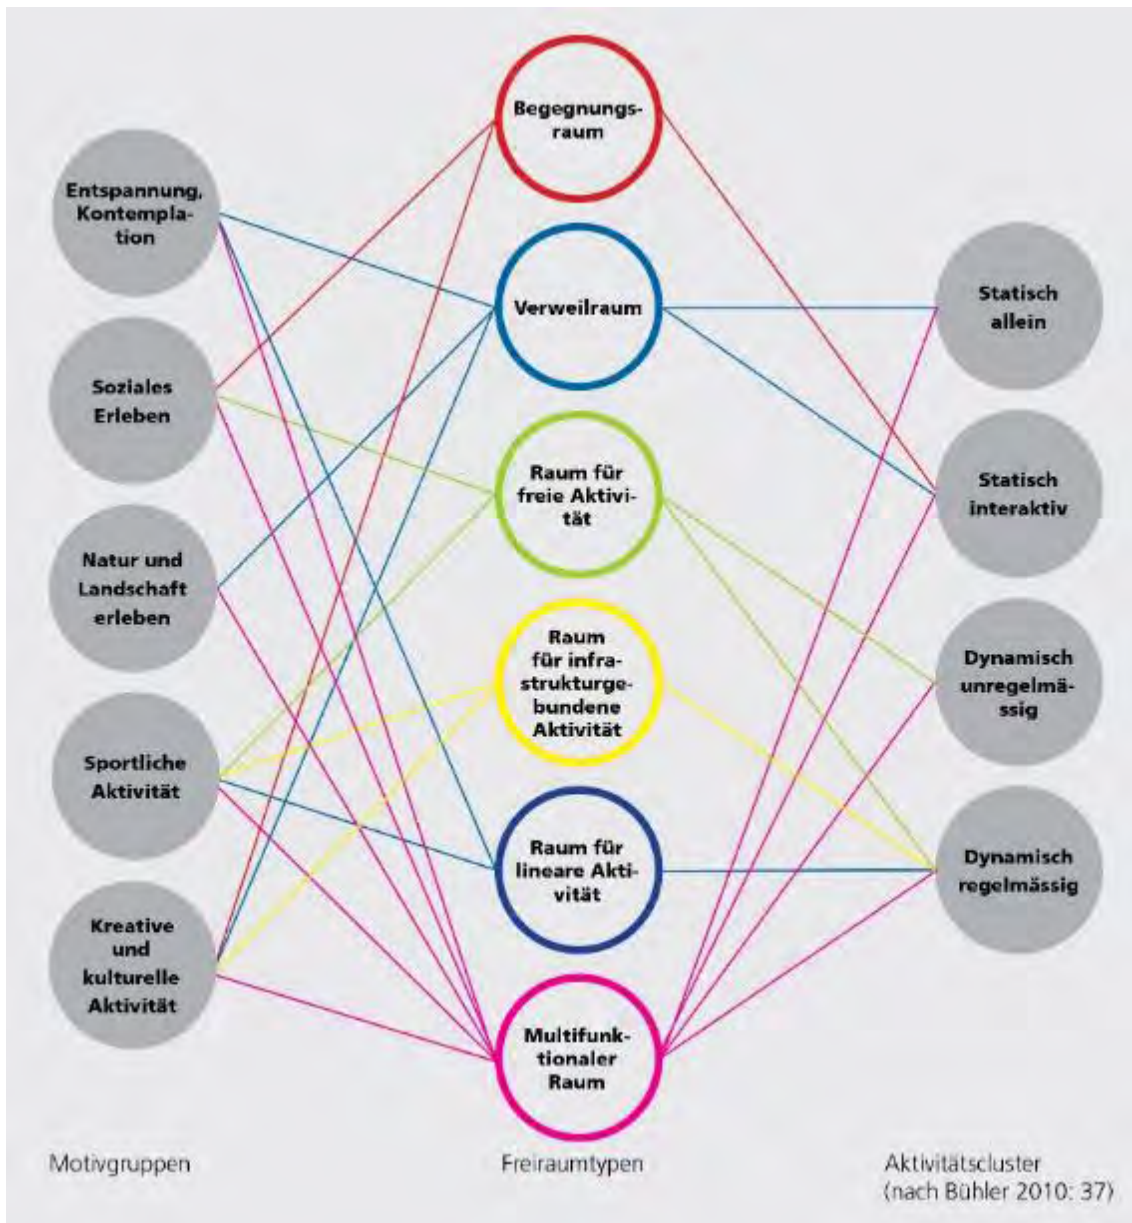 Entspannung,
Kontempla-
tion
Soziales
Erleben
Natur und
Landschaft
erleben
Sportliche
Aktivität
Kreative
und
kulturelle
Aktivität
Motivgruppen
Begegnungs-
raum
Verweilraum
Raum für
freie Aktivi-
tät
Raum
für infra-
strukturge-
bundene
Aktivität
Raum für
lineare Akti-
vität
Multifunk-
tionaler
Raum
Freiraumtypen
Statisch
allein
Statisch
interaktiv
Dynamisch
unregelmä-
ssig
Dynamisch
regelmässig
Aktivitätscluster
(nach Bühler 2010: 37)